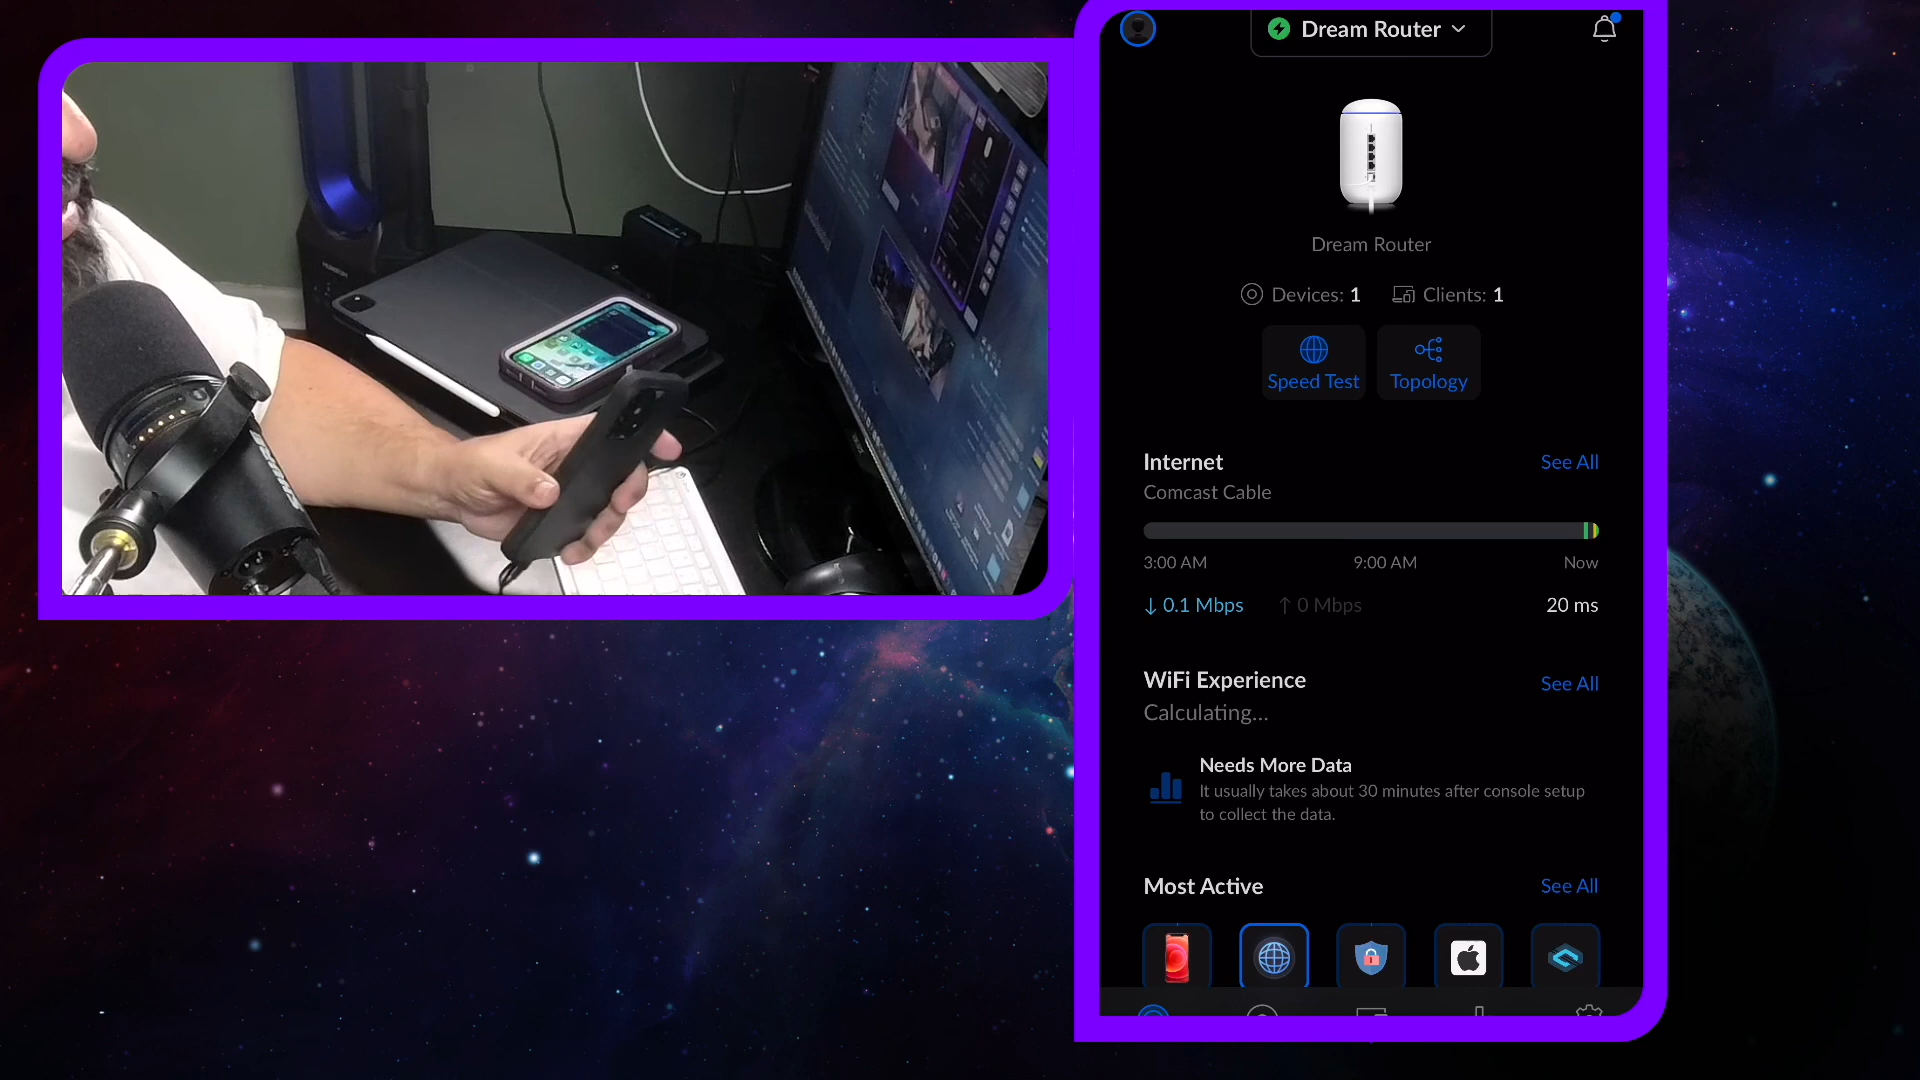 Dream Router
Dream Router
Devices: 1 Clients: 1
Speed Test Topology
Internet See All
Comcast Cable
3:00 AM 9:00 AM Now
↓ 0.1 Mbps ↑ 0 Mbps 20 ms
WiFi Experience See All
Calculating...
Needs More Data
It usually takes about 30 minutes after console setup
to collect the data.
Most Active See All